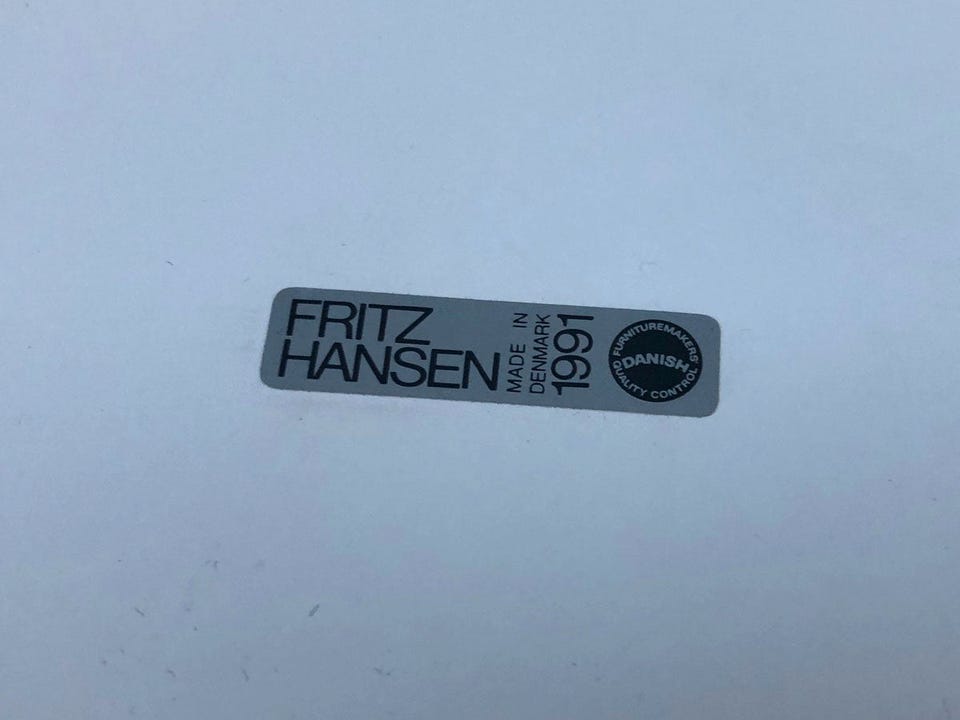 FRITZ
HANSEN
MADE IN
DENMARK
1991
FURNITUREMAKERS'
DANISH
QUALITY CONTROL